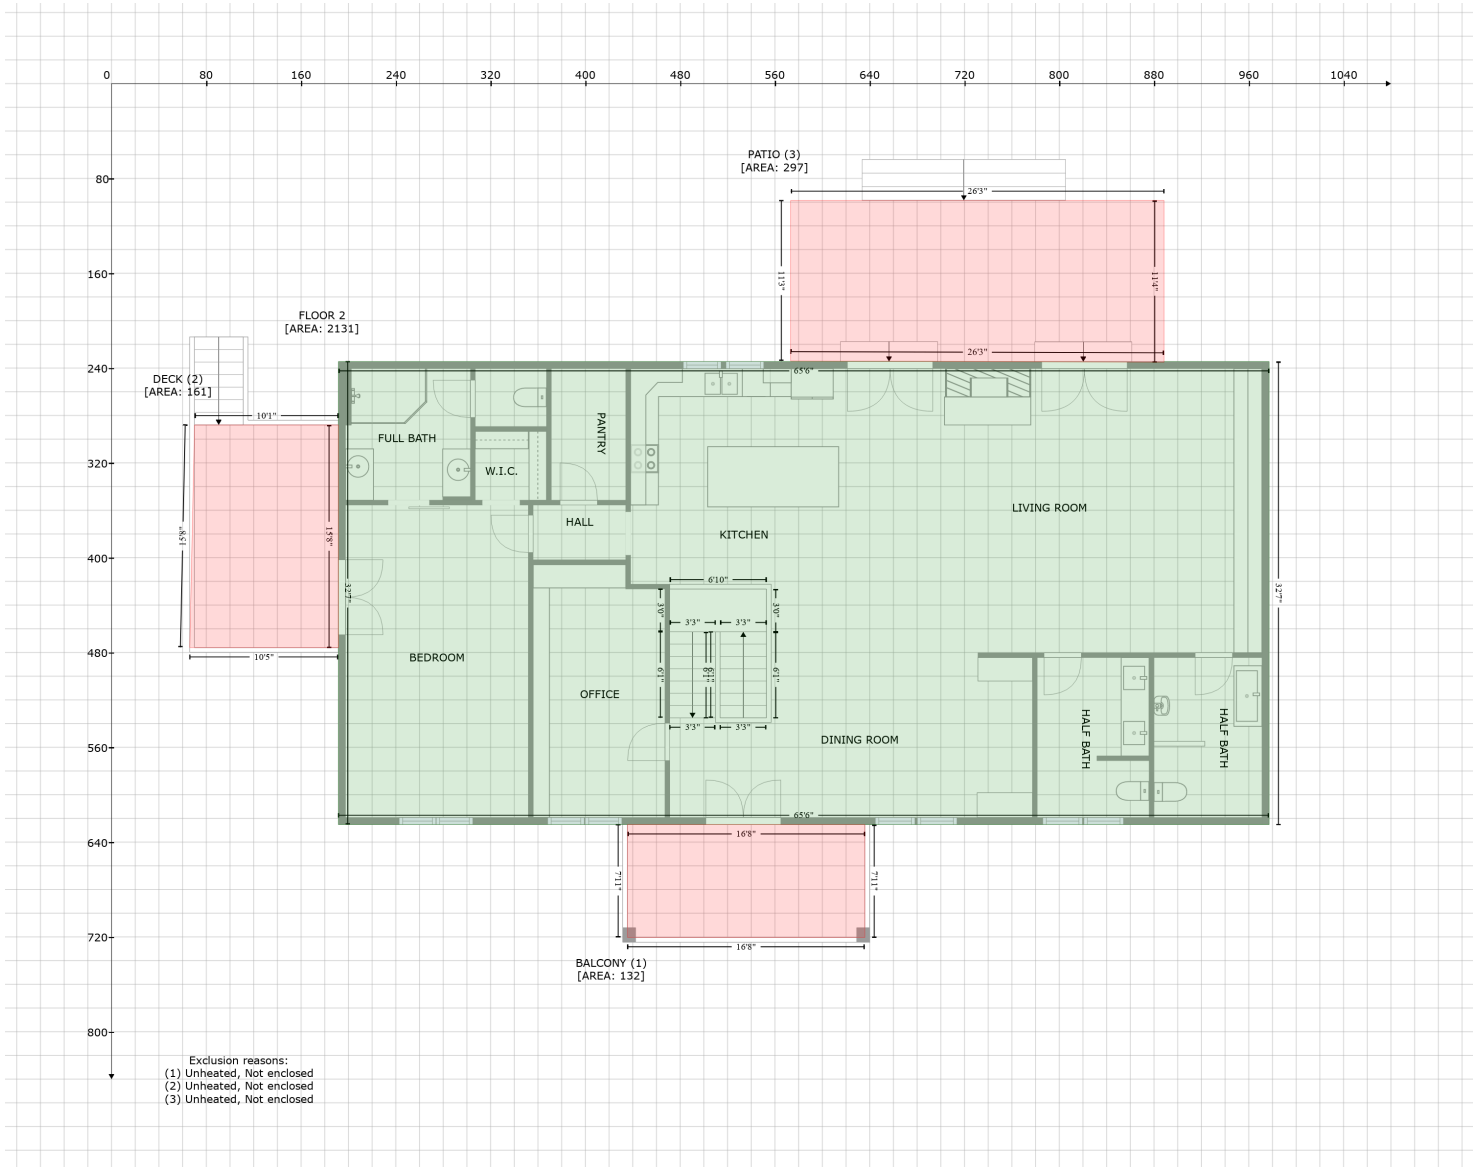 0 80 160 240 320 400 480 560 640 720 800 880 960 1040
PATIO (3)
[AREA: 297]
80
26'3"
160
11'3"
11'4"
FLOOR 2
[AREA: 2131]
26'3"
240
65'6"
DECK (2)
[AREA: 161]
10'1"
PANTRY
FULL BATH
320
W.I.C.
LIVING ROOM
HALL
KITCHEN
15'8"
15'8"
400
6'10"
32'7"
32'7"
3'0"
3'0"
3'3"
3'3"
480
10'5"
BEDROOM
6'1"
6'1"
6'1"
6'1"
OFFICE
3'3"
3'3"
HALF BATH
HALF BATH
DINING ROOM
560
65'6"
16'8"
640
7'11"
7'11"
720
16'8"
BALCONY (1)
[AREA: 132]
800
Exclusion reasons:
(1) Unheated, Not enclosed
(2) Unheated, Not enclosed
(3) Unheated, Not enclosed